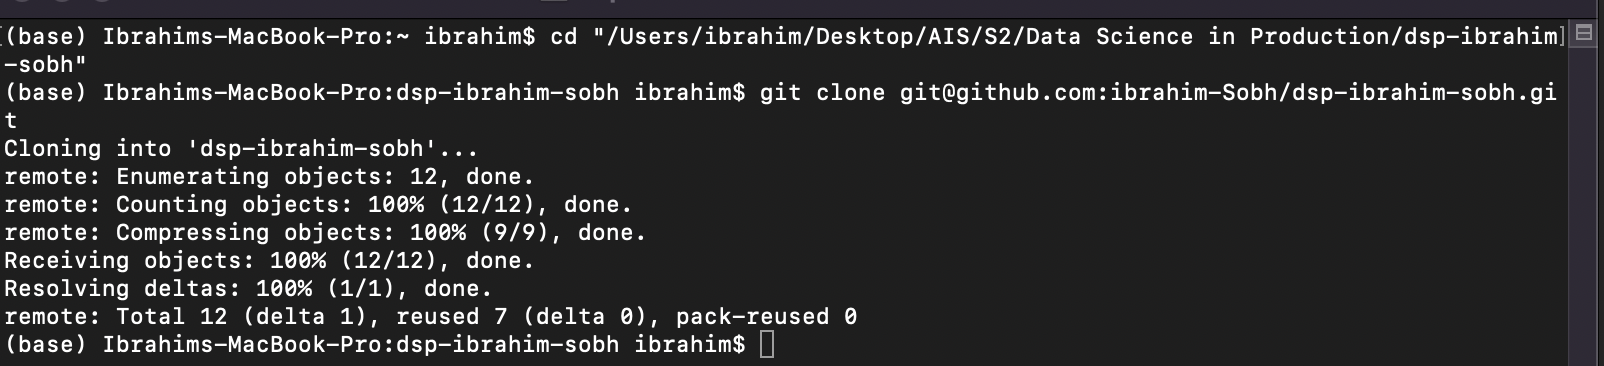 (base) Ibrahims-MacBook-Pro:~ ibrahim$ cd "/Users/ibrahim/Desktop/AIS/S2/Data Science in Production/dsp-ibrahim
-sobh"
(base) Ibrahims-MacBook-Pro:dsp-ibrahim-sobh ibrahim$ git clone git@github.com:ibrahim-Sobh/dsp-ibrahim-sobh.gi
t
Cloning into 'dsp-ibrahim-sobh'...
remote: Enumerating objects: 12, done.
remote: Counting objects: 100% (12/12), done.
remote: Compressing objects: 100% (9/9), done.
Receiving objects: 100% (12/12), done.
Resolving deltas: 100% (1/1), done.
remote: Total 12 (delta 1), reused 7 (delta 0), pack-reused 0
(base) Ibrahims-MacBook-Pro:dsp-ibrahim-sobh ibrahim$